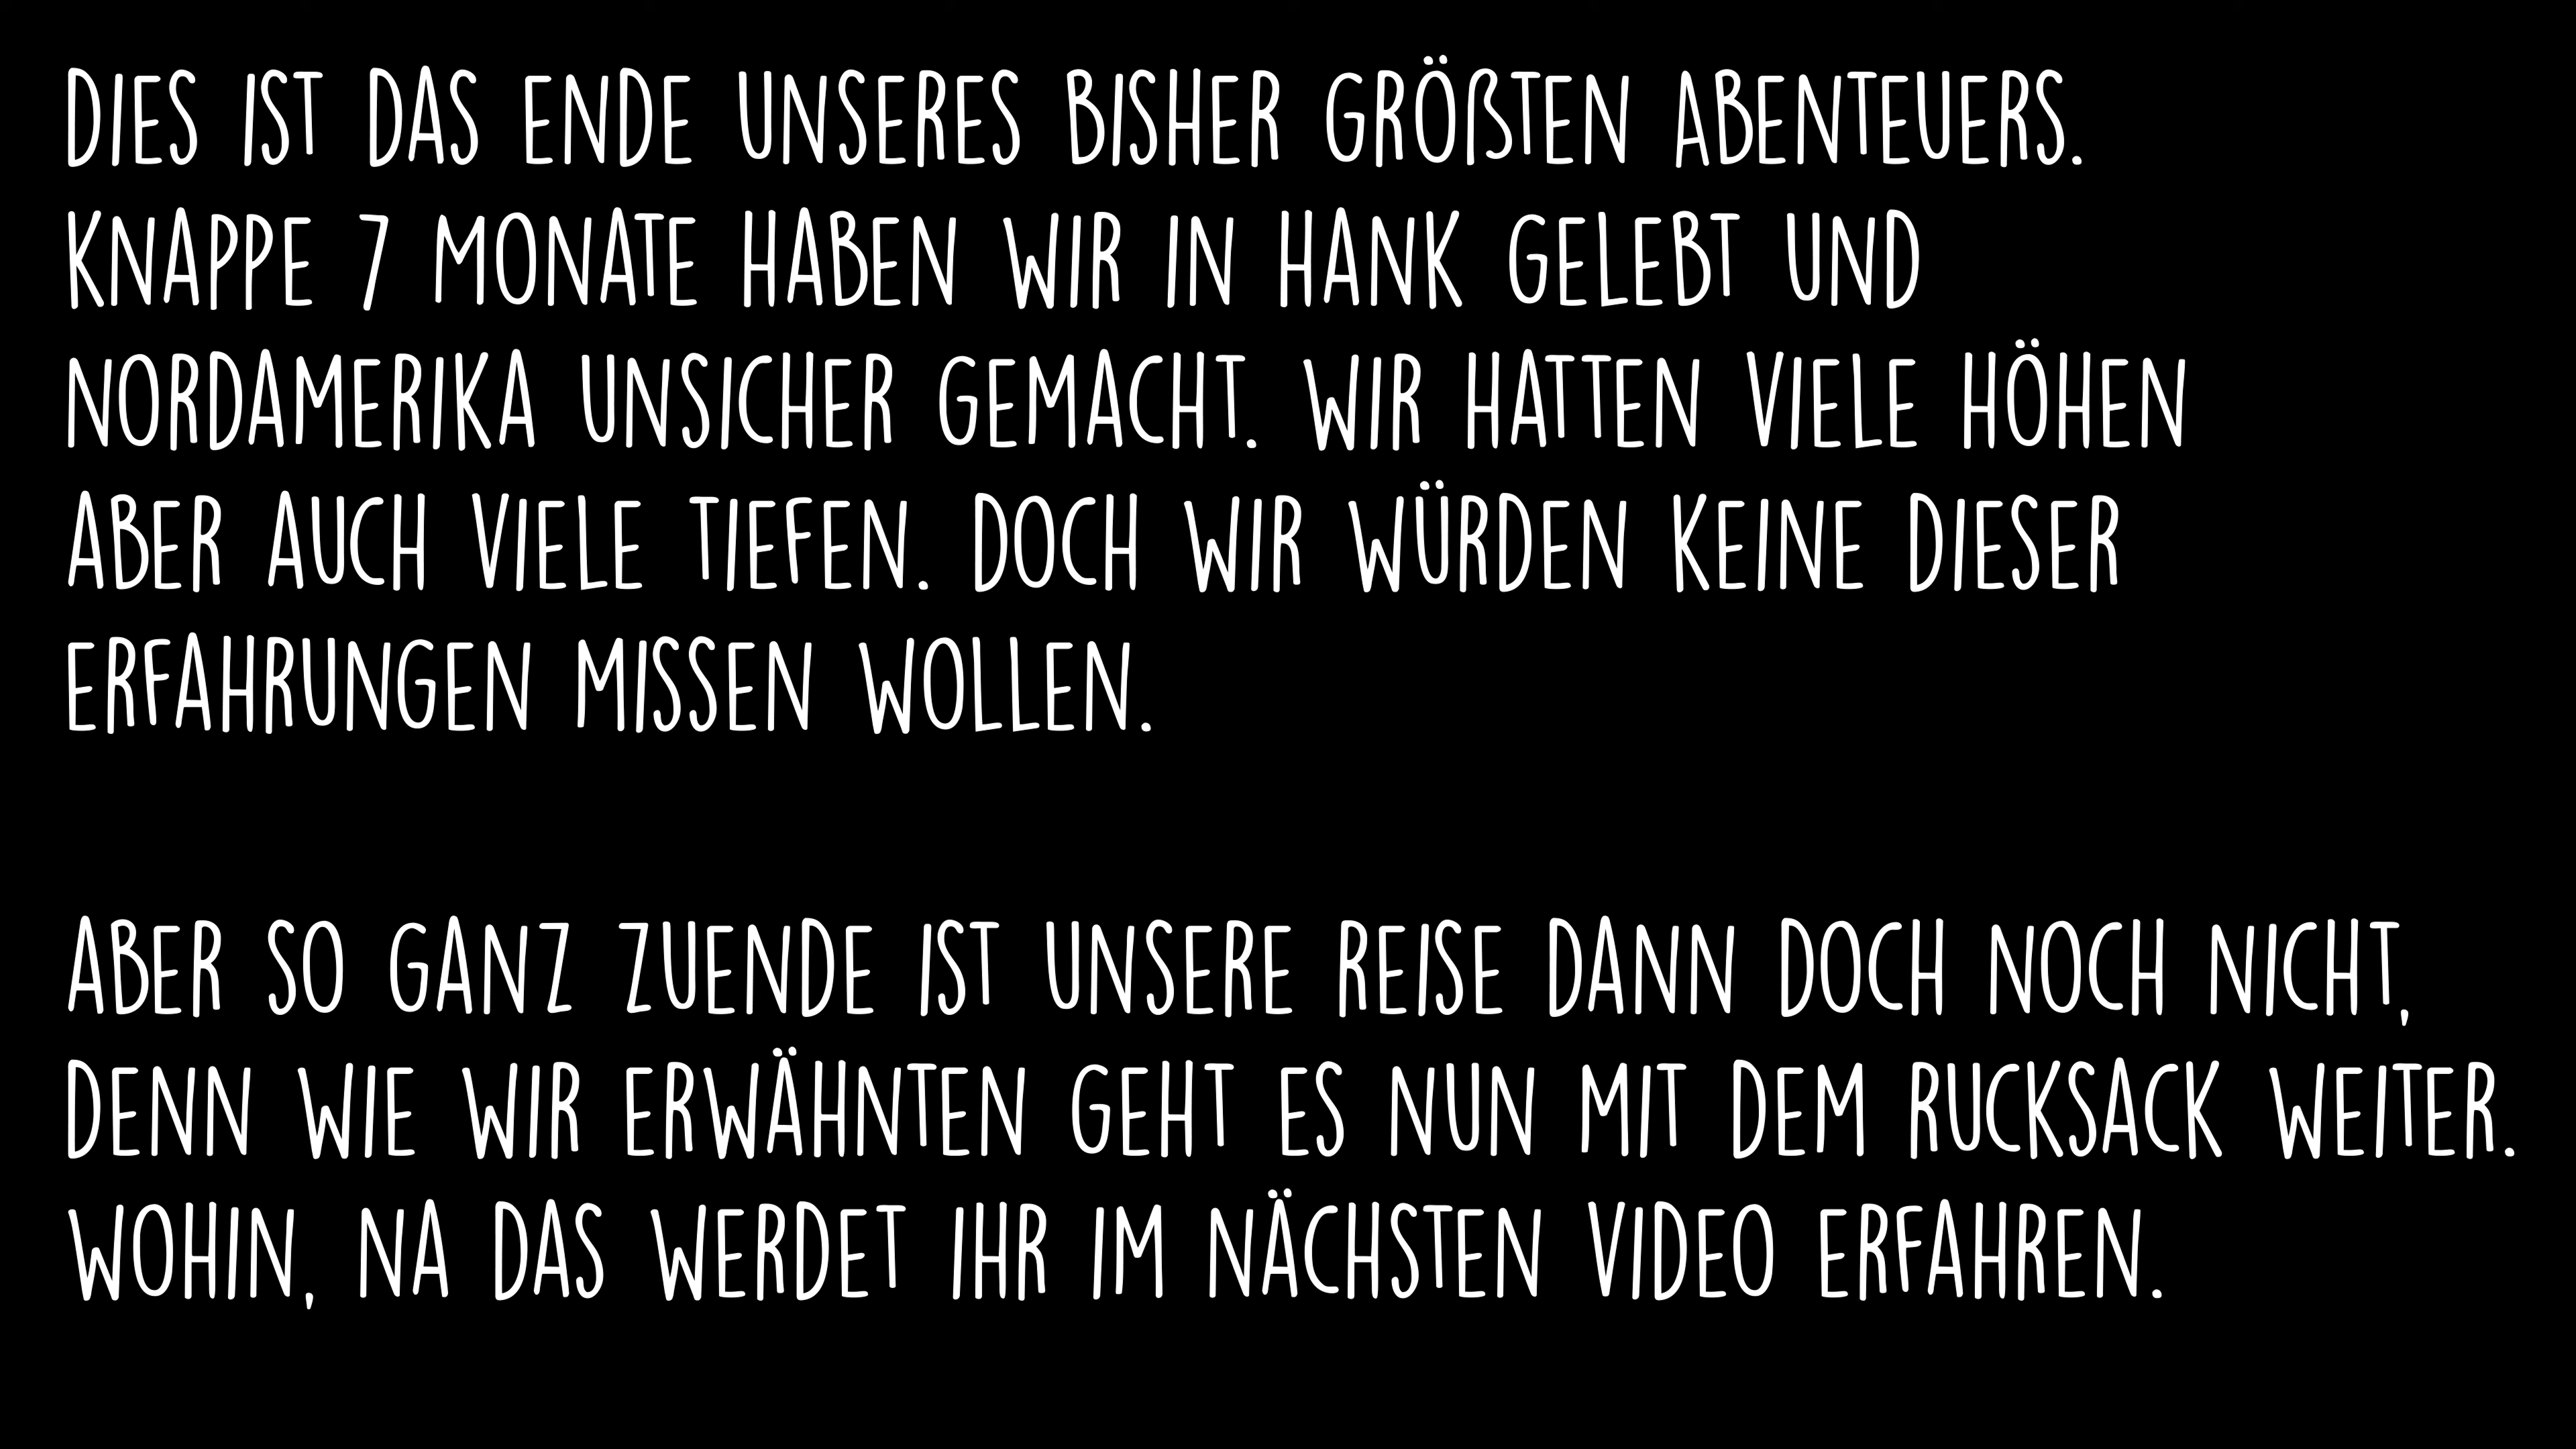 DIES IST DAS ENDE UNSERES BISHER GRÖßTEN ABENTEUERS.
KNAPPE 7 MONATE HABEN WIR IN HANK GELEBT UND
NORDAMERIKA UNSICHER GEMACHT. WIR HATTEN VIELE HÖHEN
ABER AUCH VIELE TIEFEN. DOCH WIR WÜRDEN KEINE DIESER
ERFAHRUNGEN MISSEN WOLLEN.
ABER SO GANZ ZUENDE IST UNSERE REISE DANN DOCH NOCH NICHT,
DENN WIE WIR ERWÄHNTEN GEHT ES NUN MIT DEM RUCKSACK WEITER.
WOHIN, NA DAS WERDET IHR IM NÄCHSTEN VIDEO ERFAHREN.